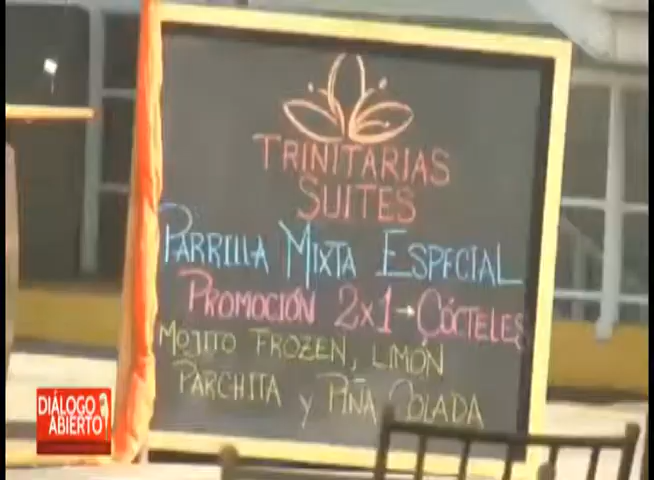 TRINITARIAS
SUITES
PARRILLA MIXTA ESPECIAL
PROMOCIÓN 2x1→CÓCTELES
MOJITO FROZEN, LIMÓN
PARCHITA Y PIÑA COLADA
DIÁLOGO
ABIERTO